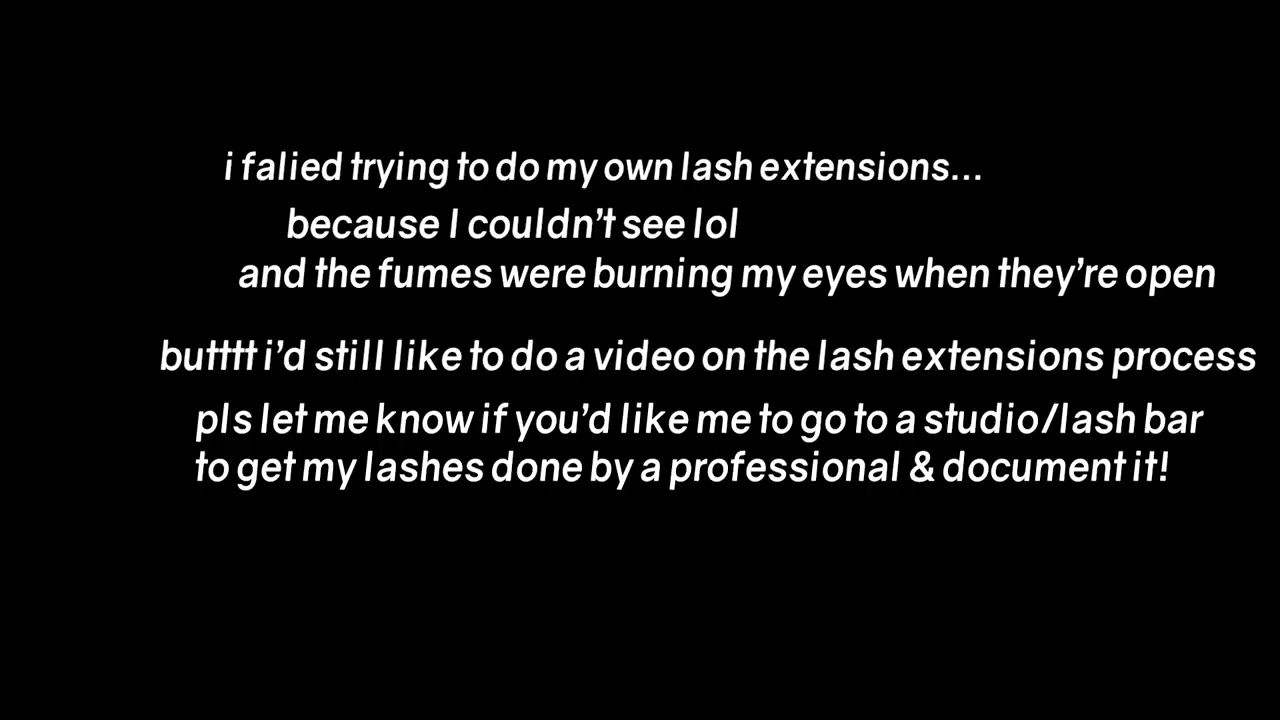 i falied trying to do my own lash extensions...
because I couldn't see lol
and the fumes were burning my eyes when they're open
butttt i'd still like to do a video on the lash extensions process
pls let me know if you'd like me to go to a studio/lash bar
to get my lashes done by a professional & document it!